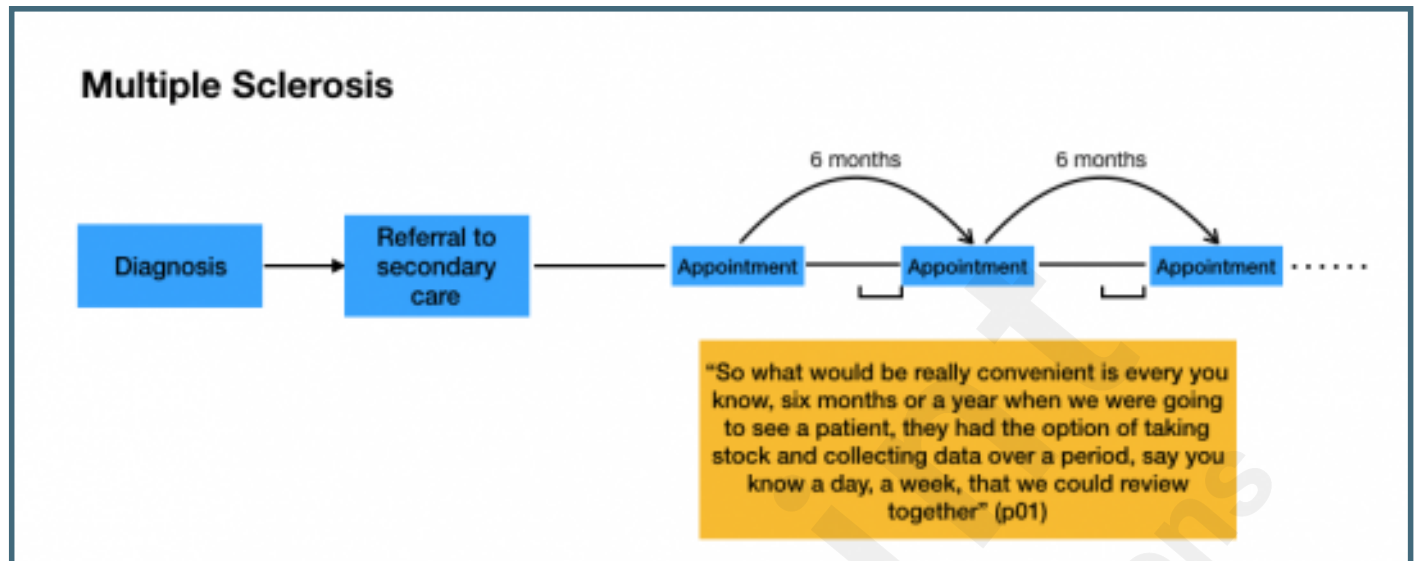 Multiple Sclerosis
6 months
6 months
Diagnosis
Referral to
secondary
care
Appointment
Appointment
Appointment
“So what would be really convenient is every you
know, six months or a year when we were going
to see a patient, they had the option of taking
stock and collecting data over a period, say you
know a day, a week, that we could review
together” (p01)